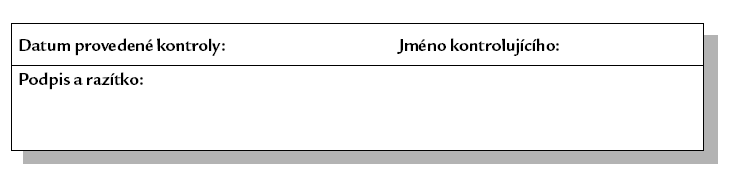 Datum provedené kontroly: Jméno kontrolujícího:
Podpis a razítko: